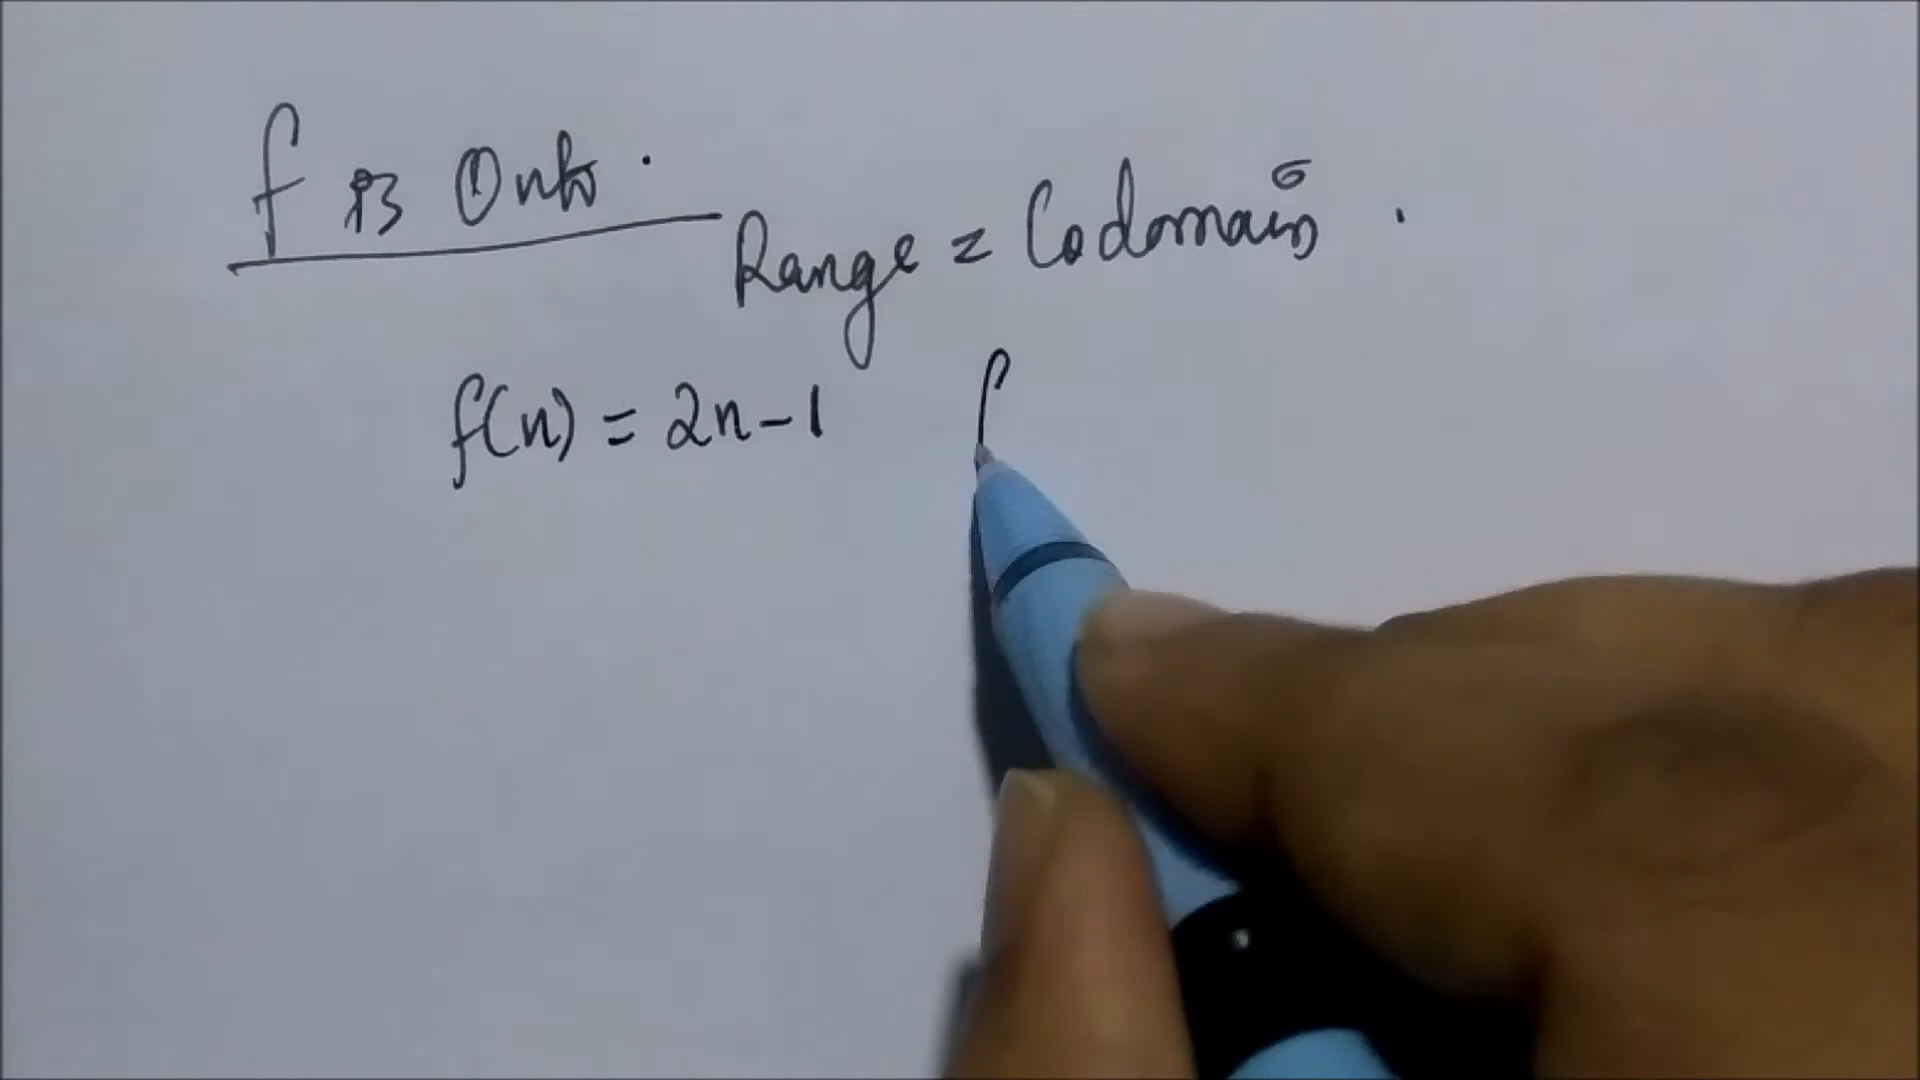 f is Onto.
Range = Codomain.
f(n) = 2n-1 f